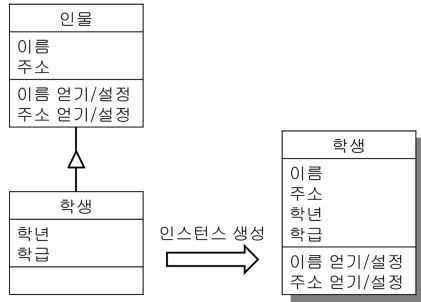 인물
이름
주소
이름 얻기/설정
주소 얻기/설정
학생
학년
학급
인스턴스 생성
학생
이름
주소
학년
학급
이름 얻기/설정
주소 얻기/설정